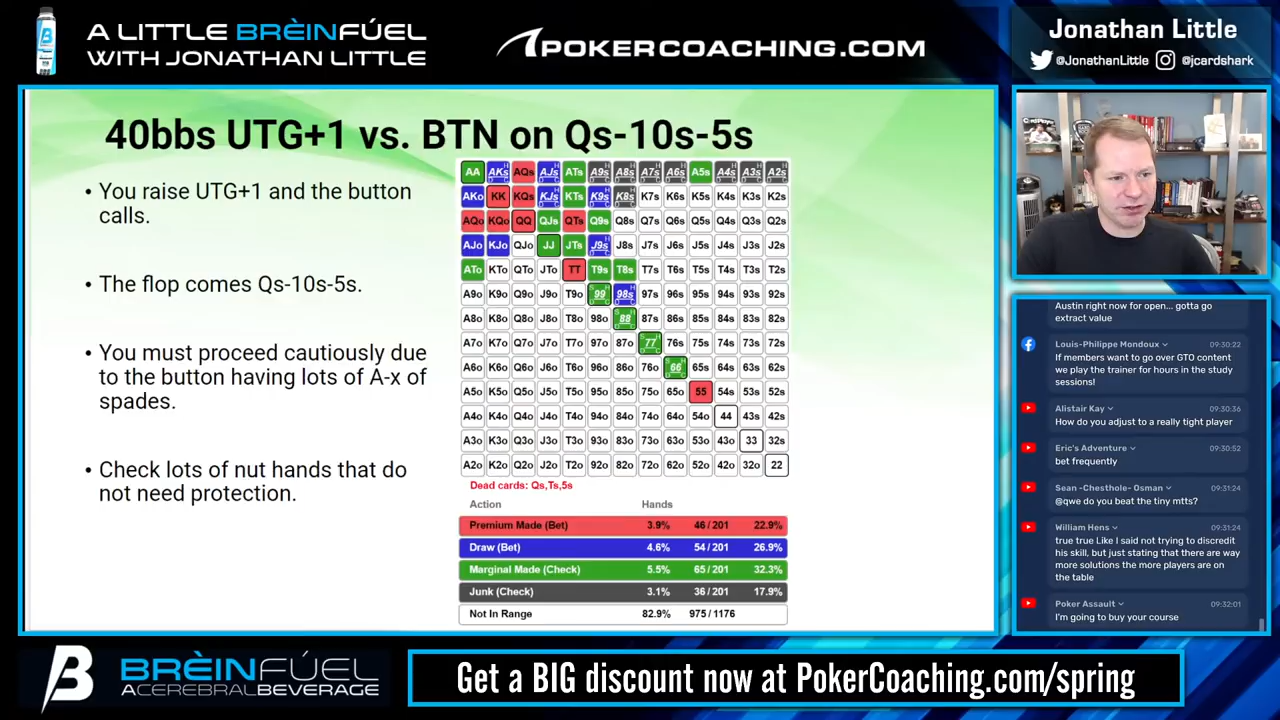 A LITTLE BRÈINFÚEL
WITH JONATHAN LITTLE
POKERCOACHING.COM
Jonathan Little
@JonathanLittle @jcardshark
40bbs UTG+1 vs. BTN on Qs-10s-5s
• You raise UTG+1 and the button
calls.
• The flop comes Qs-10s-5s.
• You must proceed cautiously due
to the button having lots of A-x of
spades.
• Check lots of nut hands that do
not need protection.
AA AKs AQs AJs ATs A9s A8s A7s A6s A5s A4s A3s A2s
AKo KK KQs KJs KTs K9s K8s K7s K6s K5s K4s K3s K2s
AQo KQo QQ QJs QTs Q9s Q8s Q7s Q6s Q5s Q4s Q3s Q2s
AJo KJo QJo JJ JTs J9s J8s J7s J6s J5s J4s J3s J2s
ATo KTo QTo JTo TT T9s T8s T7s T6s T5s T4s T3s T2s
A9o K9o Q9o J9o T9o 99 98s 97s 96s 95s 94s 93s 92s
A8o K8o Q8o J8o T8o 98o 88 87s 86s 85s 84s 83s 82s
A7o K7o Q7o J7o T7o 97o 87o 77 76s 75s 74s 73s 72s
A6o K6o Q6o J6o T6o 96o 86o 76o 66 65s 64s 63s 62s
A5o K5o Q5o J5o T5o 95o 85o 75o 65o 55 54s 53s 52s
A4o K4o Q4o J4o T4o 94o 84o 74o 64o 54o 44 43s 42s
A3o K3o Q3o J3o T3o 93o 83o 73o 63o 53o 43o 33 32s
A2o K2o Q2o J2o T2o 92o 82o 72o 62o 52o 42o 32o 22
Dead cards: Qs,Ts,5s
Action Hands
Premium Made (Bet) 3.9% 46/201 22.9%
Draw (Bet) 4.6% 54/201 26.9%
Marginal Made (Check) 5.5% 65/201 32.3%
Junk (Check) 3.1% 36/201 17.9%
Not In Range 82.9% 975/1176
Austin right now for open... gotta go
extract value
Louis-Philippe Mondoux 09:30:22
If members want to go over GTO content
we play the trainer for hours in the study
sessions!
Alistair Kay 09:30:36
How do you adjust to a really tight player
Eric's Adventure 09:30:52
bet frequently
Sean -Chesthole- Osman 09:31:24
@qwe do you beat the tiny mtts?
William Hens 09:31:24
true true Like I said not trying to discredit
his skill, but just stating that there are way
more solutions the more players are on
the table
Poker Assault 09:32:01
I'm going to buy your course
B BRÈINFÚEL
A CEREBRAL BEVERAGE
Get a BIG discount now at PokerCoaching.com/spring